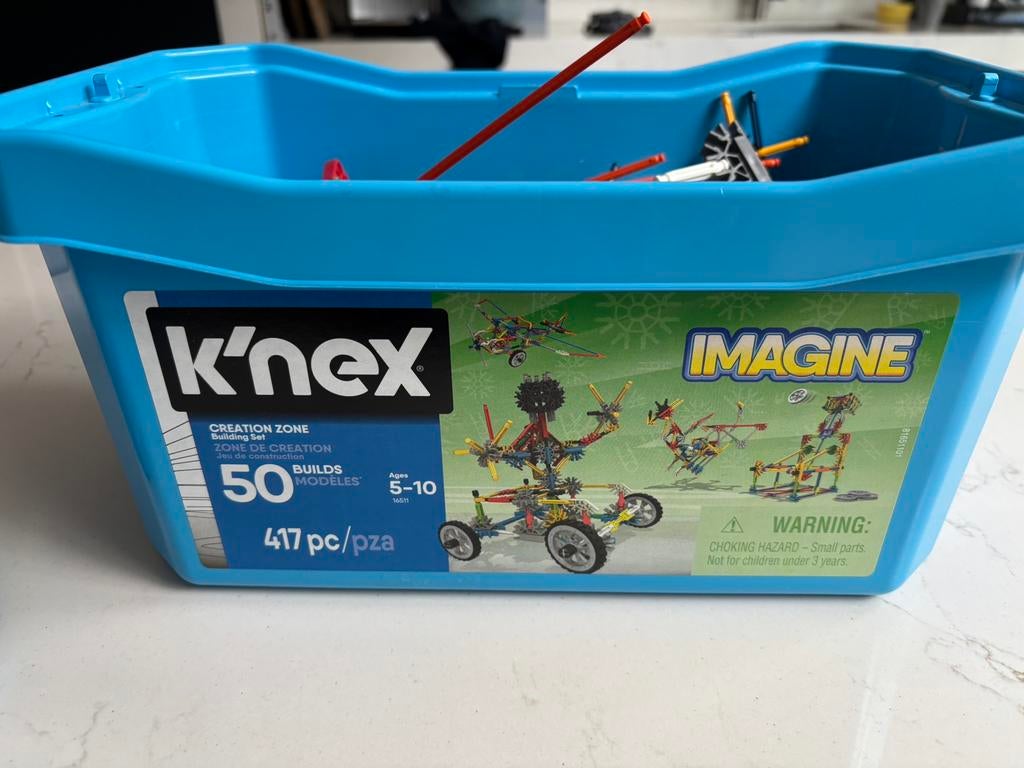 K'nex®
IMAGINE
CREATION ZONE
Building Set
ZONE DE CREATION
Jeu de construction
50 BUILDS
MODÈLES
Ages
5-10
16511
417 pc/pza
WARNING:
CHOKING HAZARD – Small parts.
Not for children under 3 years.